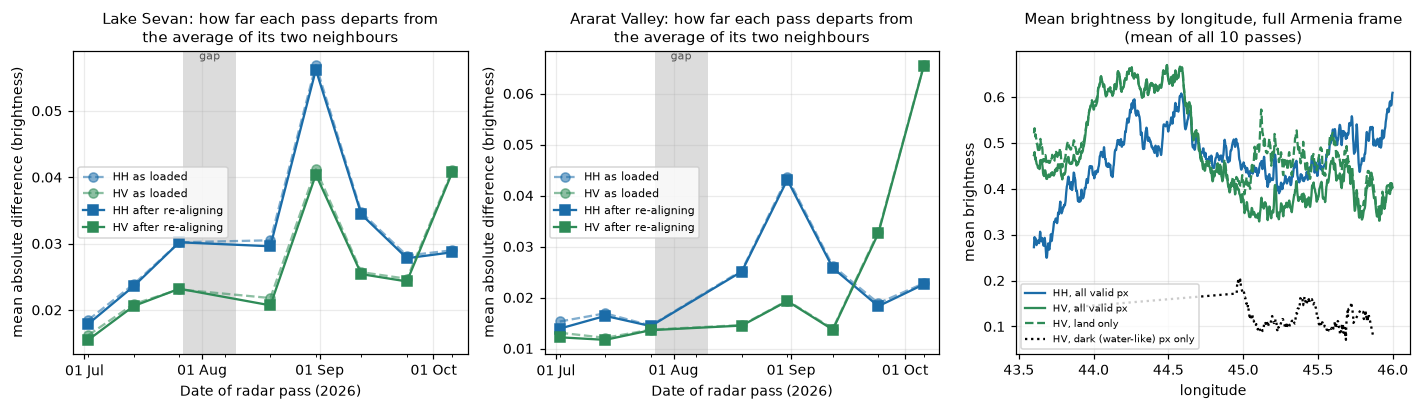 Lake Sevan: how far each pass departs from
the average of its two neighbours
mean absolute difference (brightness)
0.05
0.04
0.03
0.02
gap
HH as loaded
HV as loaded
HH after re-aligning
HV after re-aligning
01 Jul
01 Aug
01 Sep
01 Oct
Date of radar pass (2026)
Ararat Valley: how far each pass departs from
the average of its two neighbours
mean absolute difference (brightness)
0.06
0.05
0.04
0.03
0.02
0.01
gap
HH as loaded
HV as loaded
HH after re-aligning
HV after re-aligning
01 Jul
01 Aug
01 Sep
01 Oct
Date of radar pass (2026)
Mean brightness by longitude, full Armenia frame
(mean of all 10 passes)
mean brightness
0.6
0.5
0.4
0.3
0.2
0.1
HH, all valid px
HV, all valid px
HV, land only
HV, dark (water-like) px only
43.5
44.0
44.5
45.0
45.5
46.0
longitude